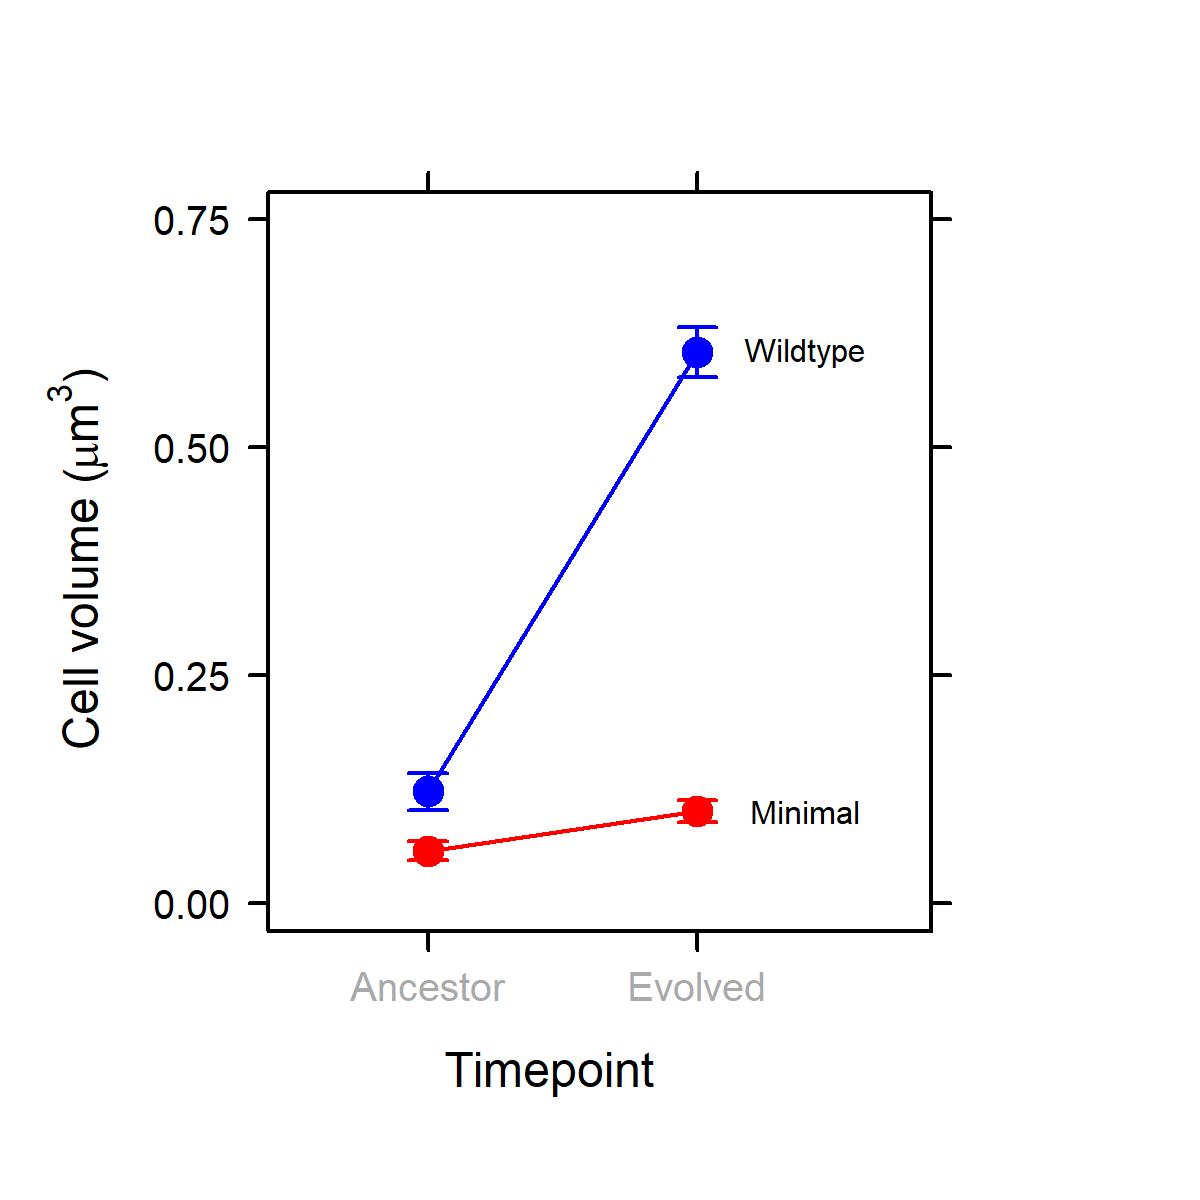 0.75
0.50
0.25
0.00
Cell volume (μm³)
Wildtype
Minimal
Ancestor
Evolved
Timepoint